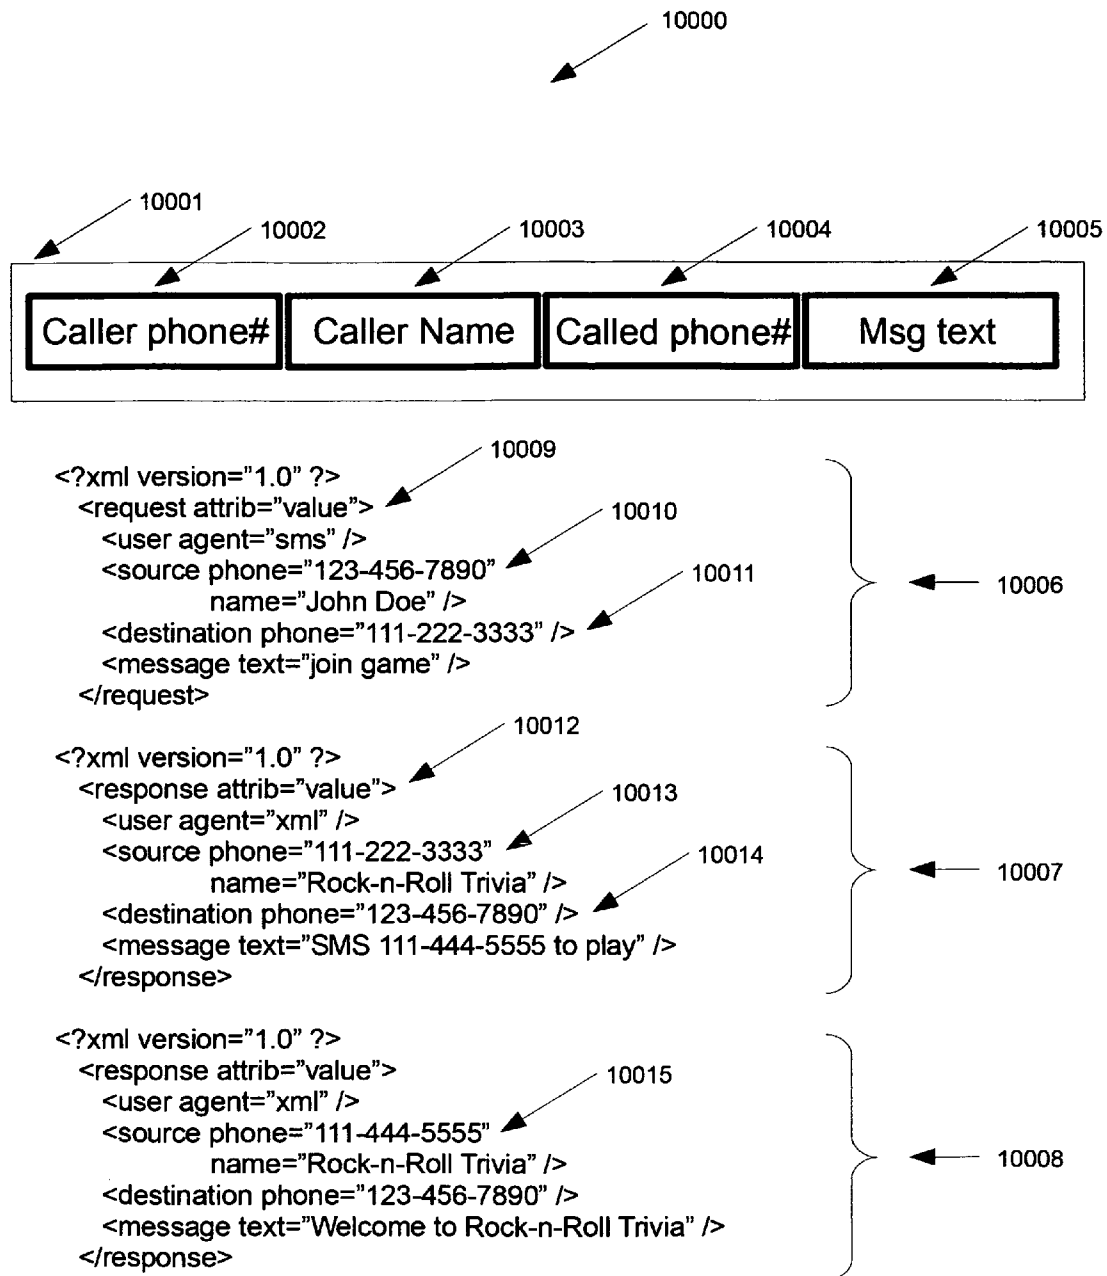 10000
10001
10002
10003
10004
10005
Caller phone# Caller Name Called phone# Msg text
10009
<?xml version="1.0" ?>
<request attrib="value">
10010
<user agent="sms" />
<source phone="123-456-7890"
10011
10006
name="John Doe" />
<destination phone="111-222-3333" />
<message text="join game" />
</request>
10012
<?xml version="1.0" ?>
<response attrib="value">
10013
<user agent="xml" />
<source phone="111-222-3333"
10014
10007
name="Rock-n-Roll Trivia" />
<destination phone="123-456-7890" />
<message text="SMS 111-444-5555 to play" />
</response>
<?xml version="1.0" ?>
<response attrib="value">
10015
<user agent="xml" />
<source phone="111-444-5555"
10008
name="Rock-n-Roll Trivia" />
<destination phone="123-456-7890" />
<message text="Welcome to Rock-n-Roll Trivia" />
</response>